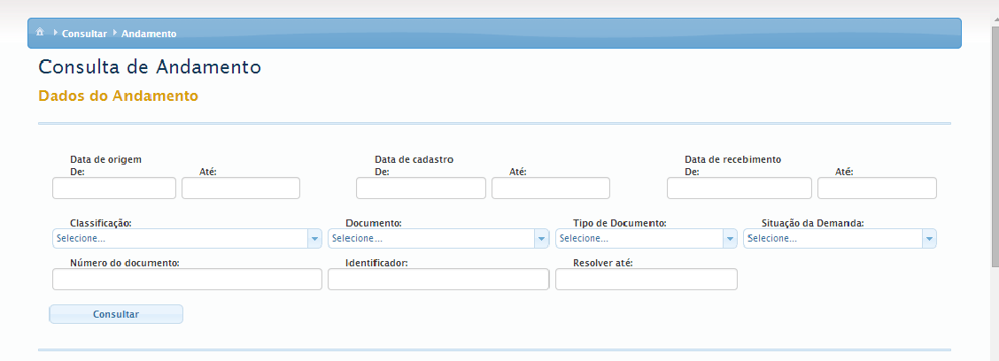 Consultar Andamento
Consulta de Andamento
Dados do Andamento
Data de origem Data de cadastro Data de recebimento
De: Até: De: Até: De: Até:
Classificação: Documento: Tipo de Documento: Situação da Demanda:
Selecione... Selecione... Selecione... Selecione...
Número do documento: Identificador: Resolver até:
Consultar